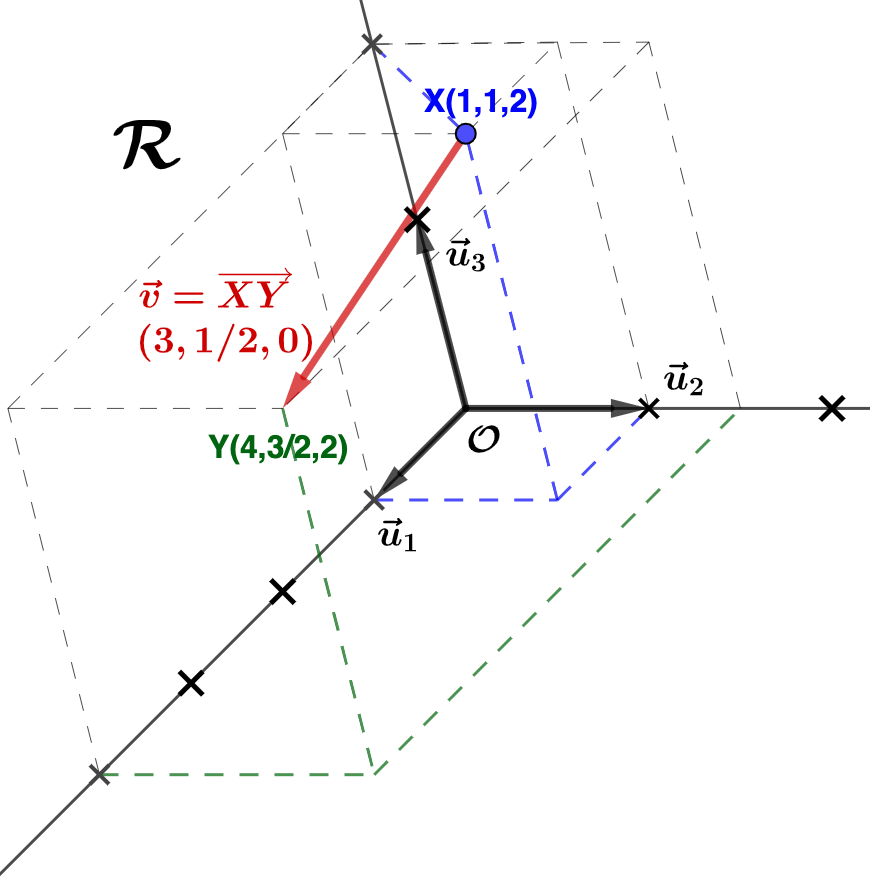 X(1,1,2)
ℛ
u⃗₃
v⃗ = XY⃗
(3, 1/2, 0)
u⃗₂
Y(4,3/2,2)
𝒪
u⃗₁